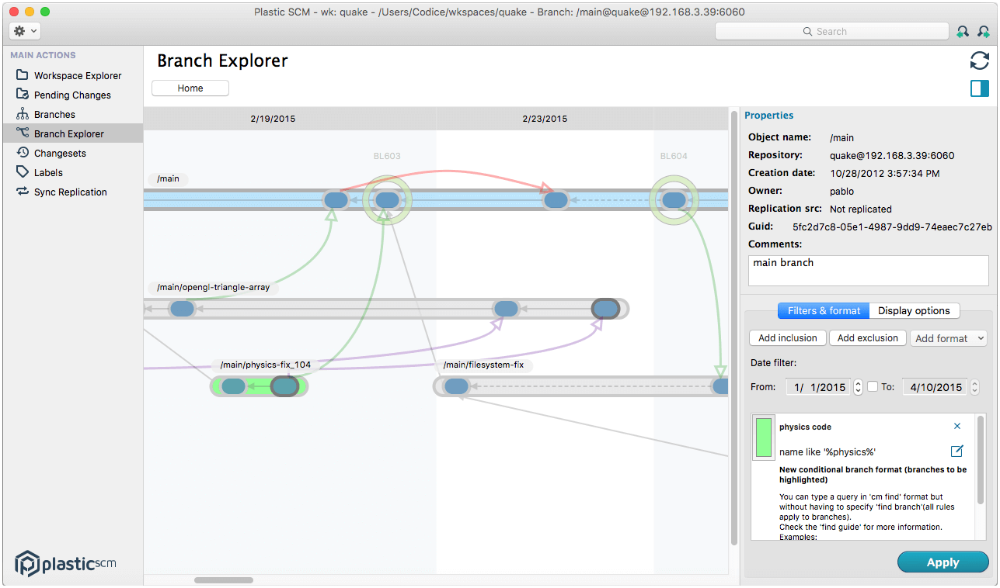 Plastic SCM - wk: quake - /Users/Codice/wkspaces/quake - Branch: /main@quake@192.168.3.39:6060
Search
MAIN ACTIONS
Workspace Explorer
Pending Changes
Branches
Branch Explorer
Changesets
Labels
Sync Replication
plasticscm
Branch Explorer
Home
2/19/2015
2/23/2015
BL603
BL604
/main
/main/opengl-triangle-array
/main/physics-fix_104
/main/filesystem-fix
Properties
Object name: /main
Repository: quake@192.168.3.39:6060
Creation date: 10/28/2012 3:57:34 PM
Owner: pablo
Replication src: Not replicated
Guid: 5fc2d7c8-05e1-4987-9dd9-74eaec7c27eb
Comments:
main branch
Filters & format Display options
Add inclusion Add exclusion Add format
Date filter:
From: 1/ 1/2015 To: 4/10/2015
physics code
name like '%physics%'
New conditional branch format (branches to be
highlighted)
You can type a query in 'cm find' format but
without having to specify 'find branch'(all rules
apply to branches).
Check the 'find guide' for more information.
Examples:
Apply